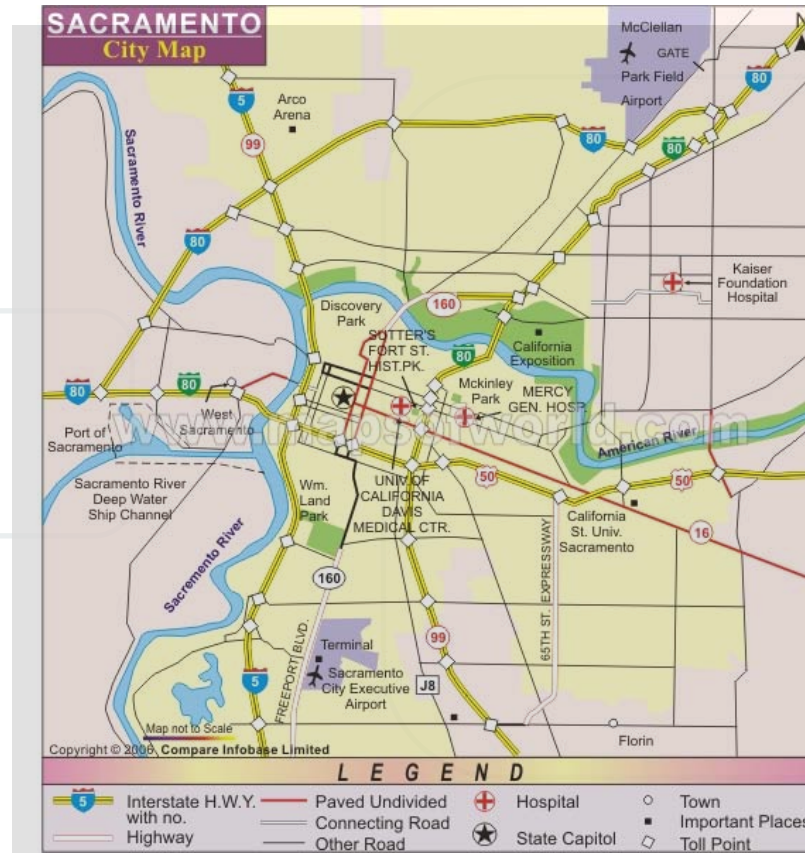 SACRAMENTO
City Map
McClellan
GATE
Park Field
Airport
N
5
80
Arco
Arena
99
80
80
Sacramento River
80
Kaiser
Foundation
Hospital
Discovery
Park
160
SUTTER'S
FORT ST.
HIST.PK.
80
California
Exposition
Mckinley
Park
MERCY
GEN. HOSP.
80
80
West
Sacramento
www.mapsofworld.com
American River
Port of
Sacramento
Sacramento River
Deep Water
Ship Channel
Wm.
Land
Park
UNIV.OF
CALIFORNIA
DAVIS
MEDICAL CTR.
50
50
California
St. Univ.
Sacramento
16
Sacramento River
160
65TH ST. EXPRESSWAY
99
FREEPORT BLVD.
Terminal
Sacramento
City Executive
Airport
5
J8
Map not to Scale
Florin
Copyright © 2006, Compare Infobase Limited
LEGEND
5
Interstate H.W.Y.
with no.
Highway
Paved Undivided
Connecting Road
Other Road
Hospital
State Capitol
Town
Important Places
Toll Point